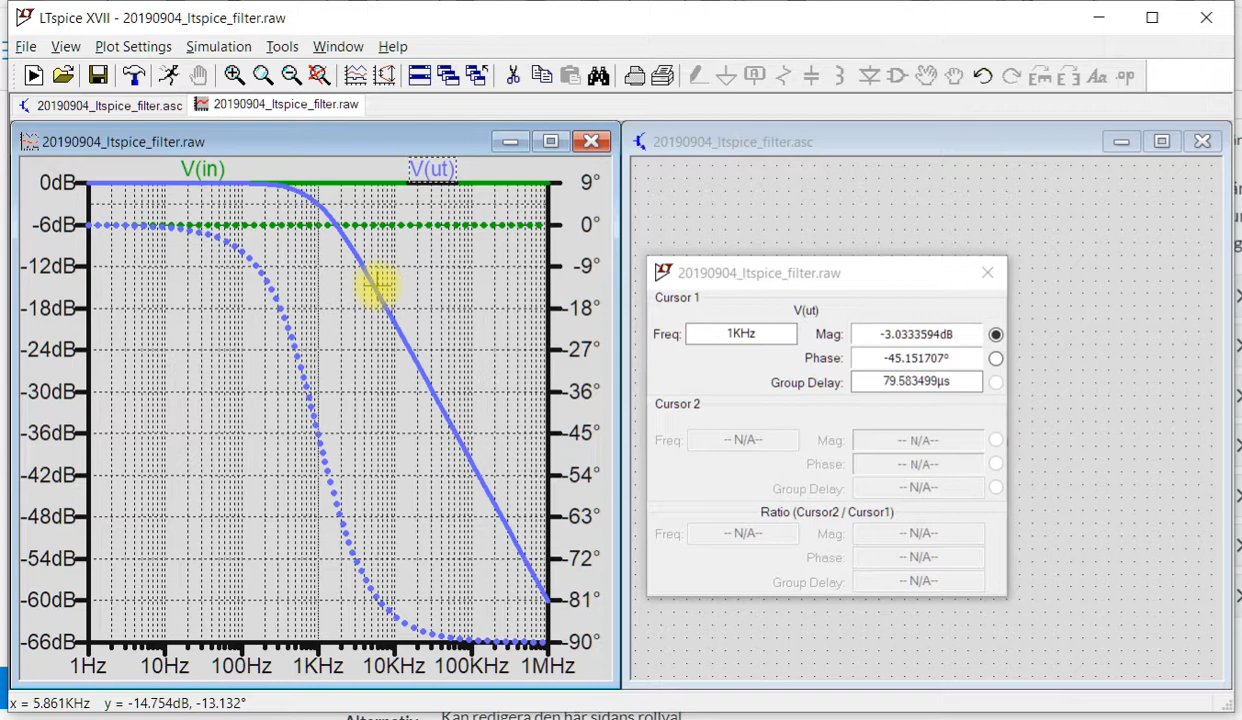 LTspice XVII - 20190904_ltspice_filter.raw
File View Plot Settings Simulation Tools Window Help
20190904_ltspice_filter.asc 20190904_ltspice_filter.raw
20190904_ltspice_filter.raw
20190904_ltspice_filter.asc
V(in) V(ut)
0dB 9°
-6dB 0°
-12dB -9°
-18dB -18°
-24dB -27°
-30dB -36°
-36dB -45°
-42dB -54°
-48dB -63°
-54dB -72°
-60dB -81°
-66dB -90°
1Hz 10Hz 100Hz 1KHz 10KHz 100KHz 1MHz
20190904_ltspice_filter.raw
Cursor 1
V(ut)
Freq: 1KHz Mag: -3.0333594dB
Phase: -45.151707°
Group Delay: 79.583499µs
Cursor 2
Freq: -- N/A-- Mag: -- N/A--
Phase: -- N/A--
Group Delay: -- N/A--
Ratio (Cursor2 / Cursor1)
Freq: -- N/A-- Mag: -- N/A--
Phase: -- N/A--
Group Delay: -- N/A--
x = 5.861KHz y = -14.754dB, -13.132°
Alternativ Kan redigera den här sidans rollval